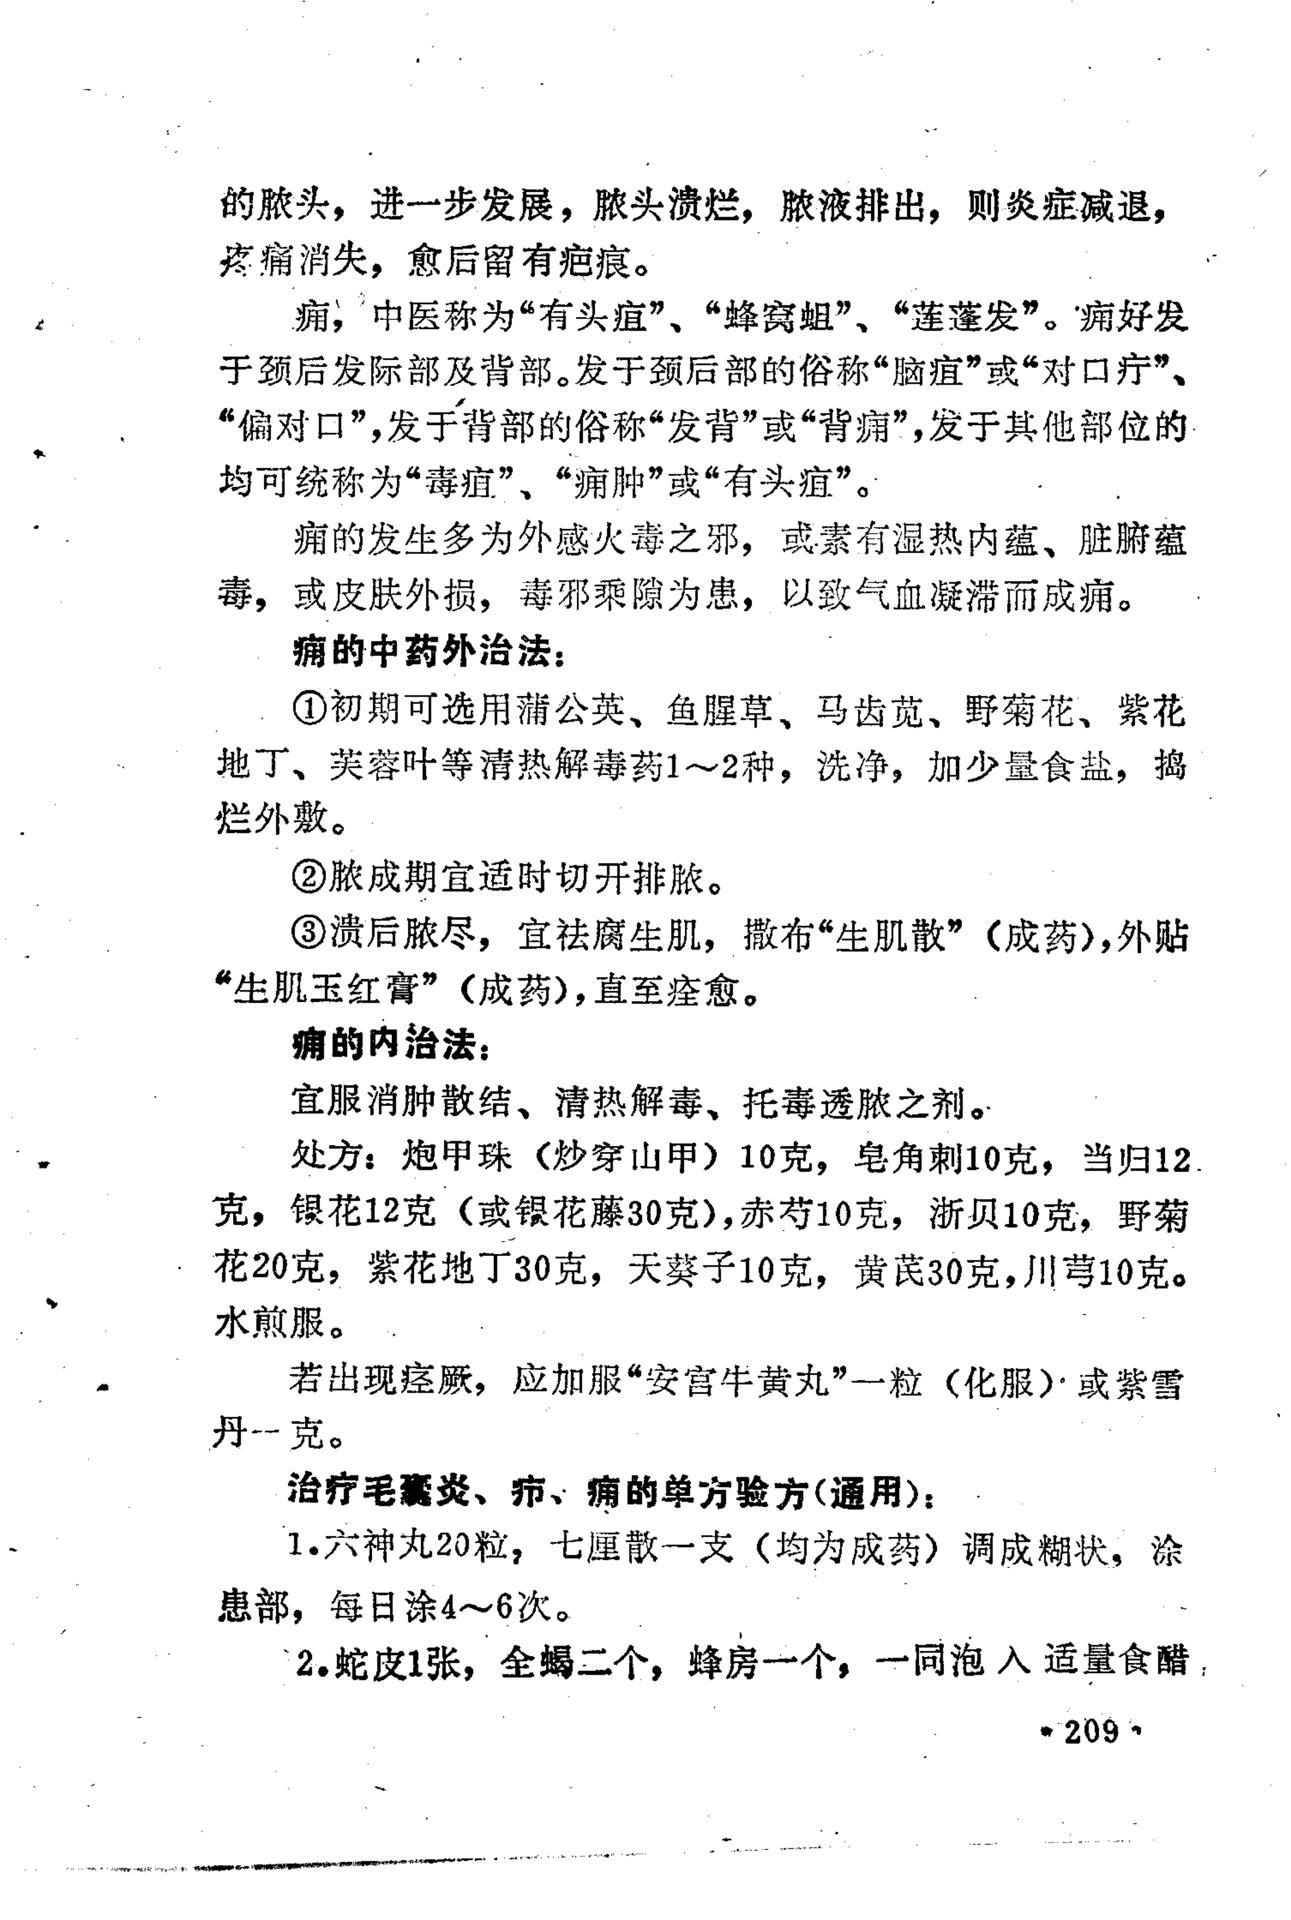 的脓头，进一步发展，脓头溃烂，脓液排出，则炎症减退，
疼痛消失，愈后留有疤痕。
痈，中医称为“有头疽”、“蜂窝蛆”、“莲蓬发”。痈好发
于颈后发际部及背部。发于颈后部的俗称“脑疽”或“对口疔”、
“偏对口”，发于背部的俗称“发背”或“背痈”，发于其他部位的
均可统称为“毒疽”、“痈肿”或“有头疽”。
痈的发生多为外感火毒之邪，或素有湿热内蕴、脏腑蕴
毒，或皮肤外损，毒邪乘隙为患，以致气血凝滞而成痈。
痈的中药外治法：
①初期可选用蒲公英、鱼腥草、马齿苋、野菊花、紫花
地丁、芙蓉叶等清热解毒药1～2种，洗净，加少量食盐，捣
烂外敷。
②脓成期宜适时切开排脓。
③溃后脓尽，宜祛腐生肌，撒布“生肌散”（成药），外贴
“生肌玉红膏”（成药），直至痊愈。
痈的内治法：
宜服消肿散结、清热解毒、托毒透脓之剂。
处方：炮甲珠（炒穿山甲）10克，皂角刺10克，当归12
克，银花12克（或银花藤30克），赤芍10克，浙贝10克，野菊
花20克，紫花地丁30克，天葵子10克，黄芪30克，川芎10克。
水煎服。
若出现痉厥，应加服“安宫牛黄丸”一粒（化服）或紫雪
丹一克。
治疗毛囊炎、疖、痈的单方验方（通用）：
1.六神丸20粒，七厘散一支（均为成药）调成糊状，涂
患部，每日涂4～6次。
2.蛇皮1张，全蝎二个，蜂房一个，一同泡入适量食醋
·209·